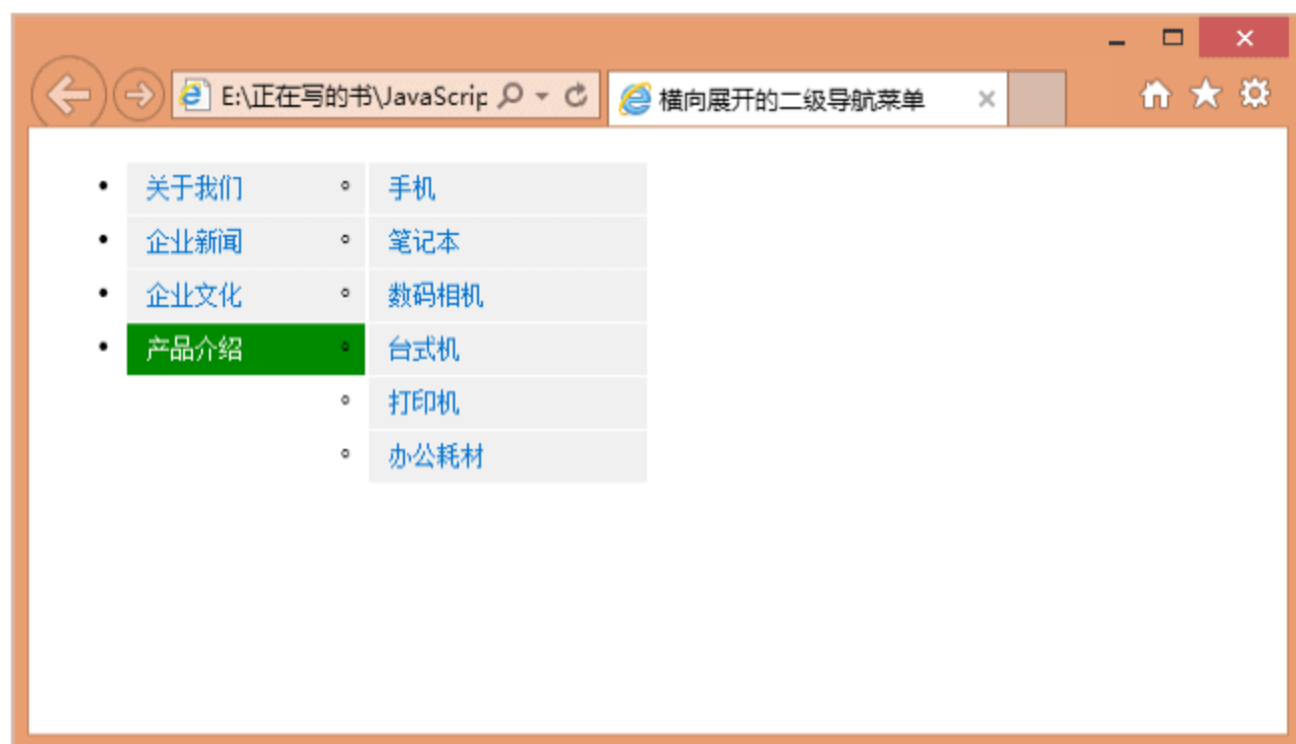 E:\正在写的书\JavaScrip
横向展开的二级导航菜单
关于我们
手机
企业新闻
笔记本
企业文化
数码相机
产品介绍
台式机
打印机
办公耗材